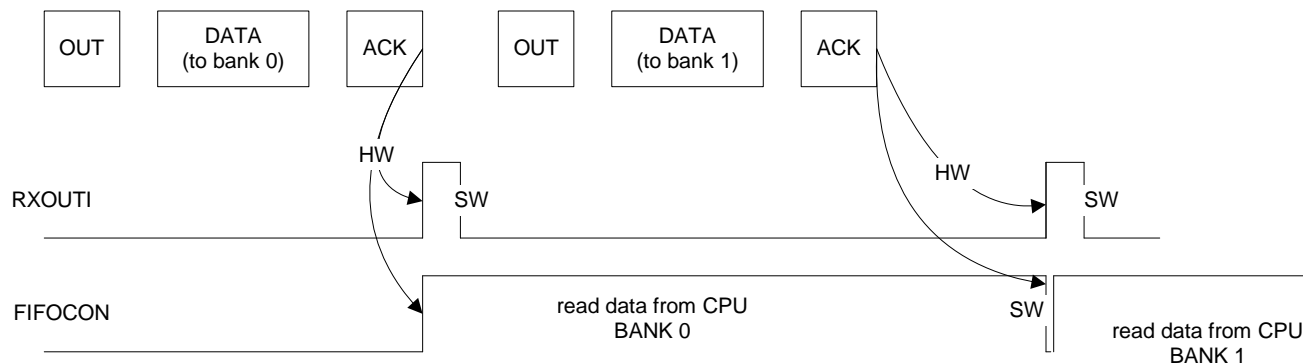 OUT
DATA
(to bank 0)
ACK
OUT
DATA
(to bank 1)
ACK
HW
HW
RXOUTI
SW
SW
FIFOCON
read data from CPU
BANK 0
SW
read data from CPU
BANK 1